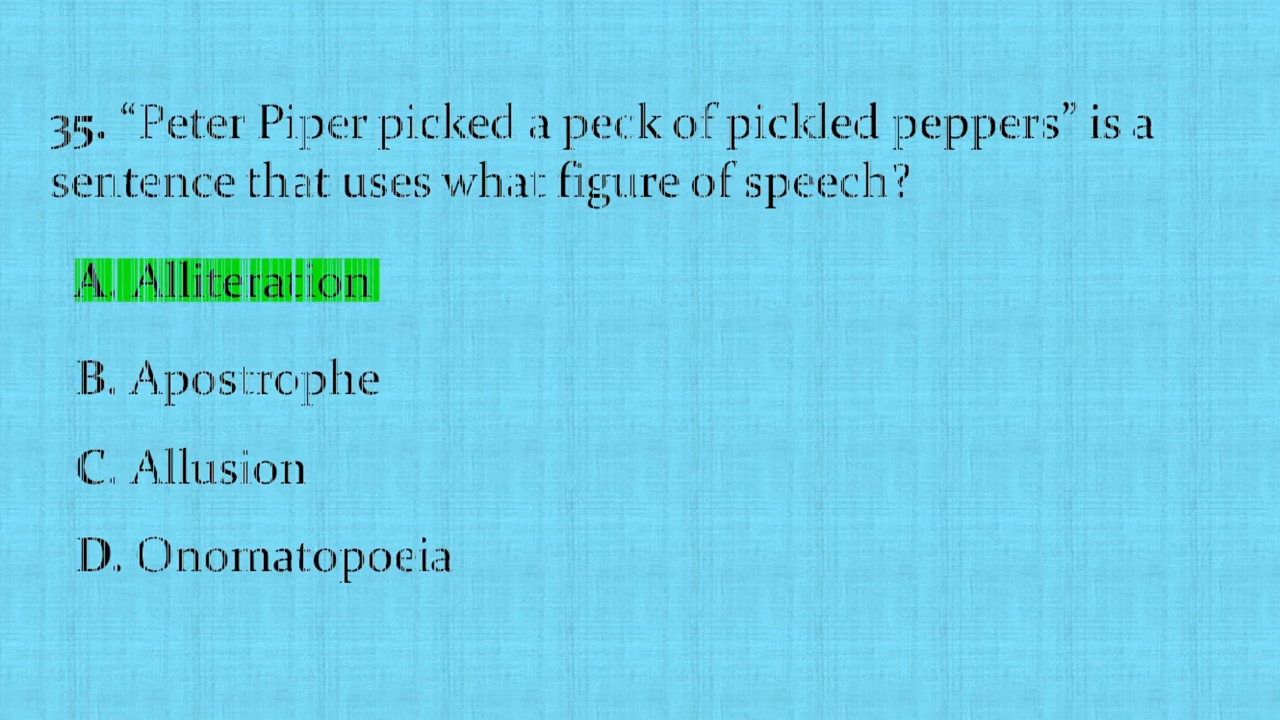 35. “Peter Piper picked a peck of pickled peppers” is a
sentence that uses what figure of speech?
A. Alliteration
B. Apostrophe
C. Allusion
D. Onomatopoeia